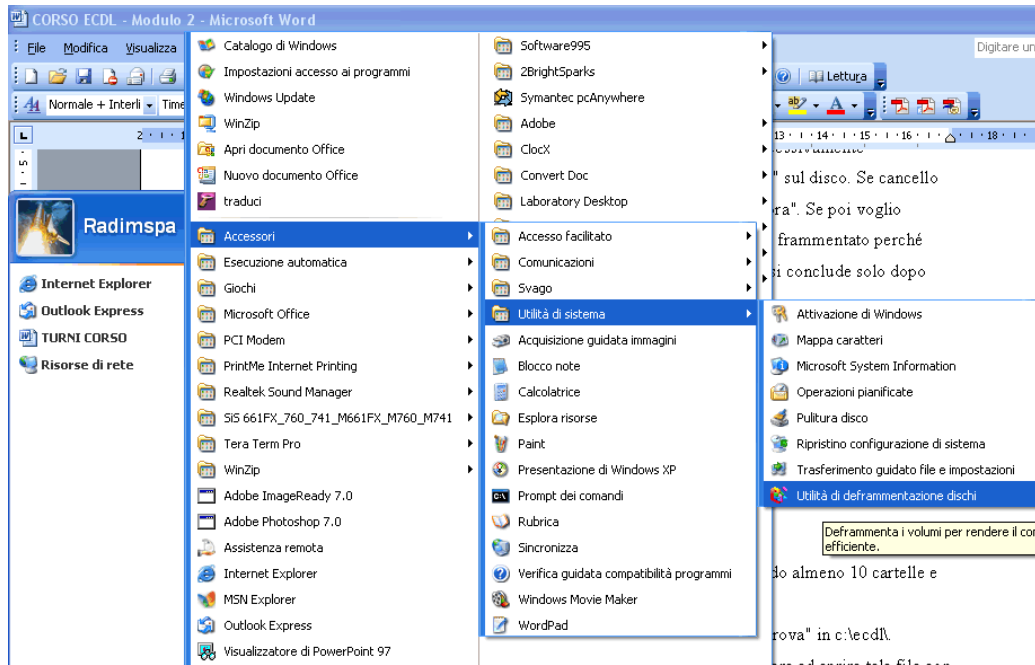 CORSO ECDL - Modulo 2 - Microsoft Word
File Modifica Visualizza
Digitare un
Lettura
Normale + Interli
Time
2
13 14 15 16 18
" sul disco. Se cancello
ra". Se poi voglio
frammentato perché
si conclude solo dopo
do almeno 10 cartelle e
rova" in c:\ecdl\.
Radimspa
Internet Explorer
Outlook Express
TURNI CORSO
Risorse di rete
Catalogo di Windows
Impostazioni accesso ai programmi
Windows Update
WinZip
Apri documento Office
Nuovo documento Office
traduci
Accessori
Esecuzione automatica
Giochi
Microsoft Office
PCI Modem
PrintMe Internet Printing
Realtek Sound Manager
SiS 661FX_760_741_M661FX_M760_M741
Tera Term Pro
WinZip
Adobe ImageReady 7.0
Adobe Photoshop 7.0
Assistenza remota
Internet Explorer
MSN Explorer
Outlook Express
Visualizzatore di PowerPoint 97
Software995
2BrightSparks
Symantec pcAnywhere
Adobe
ClocX
Convert Doc
Laboratory Desktop
Accesso facilitato
Comunicazioni
Svago
Utilità di sistema
Acquisizione guidata immagini
Blocco note
Calcolatrice
Esplora risorse
Paint
Presentazione di Windows XP
Prompt dei comandi
Rubrica
Sincronizza
Verifica guidata compatibilità programmi
Windows Movie Maker
WordPad
Attivazione di Windows
Mappa caratteri
Microsoft System Information
Operazioni pianificate
Pulitura disco
Ripristino configurazione di sistema
Trasferimento guidato file e impostazioni
Utilità di deframmentazione dischi
Deframmenta i volumi per rendere il co
efficiente.